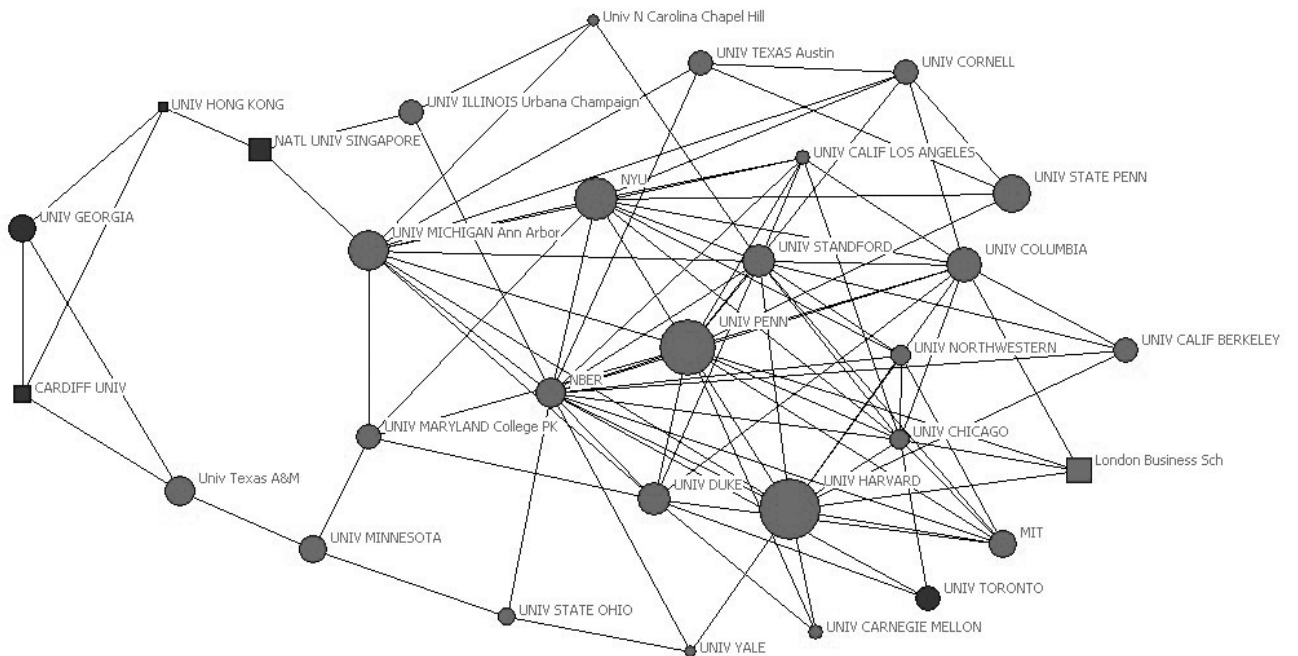 Univ N Carolina Chapel Hill
UNIV TEXAS Austin
UNIV CORNELL
UNIV HONG KONG
UNIV ILLINOIS Urbana Champaign
NATL UNIV SINGAPORE
UNIV CALIF LOS ANGELES
NYU
UNIV STATE PENN
UNIV GEORGIA
UNIV MICHIGAN Ann Arbor
UNIV STANDFORD
UNIV COLUMBIA
UNIV PENN
UNIV NORTHWESTERN
UNIV CALIF BERKELEY
CARDIFF UNIV
NBER
UNIV MARYLAND College PK
UNIV CHICAGO
London Business Sch
Univ Texas A&M
UNIV DUKE
UNIV HARVARD
UNIV MINNESOTA
MIT
UNIV TORONTO
UNIV STATE OHIO
UNIV CARNEGIE MELLON
UNIV YALE